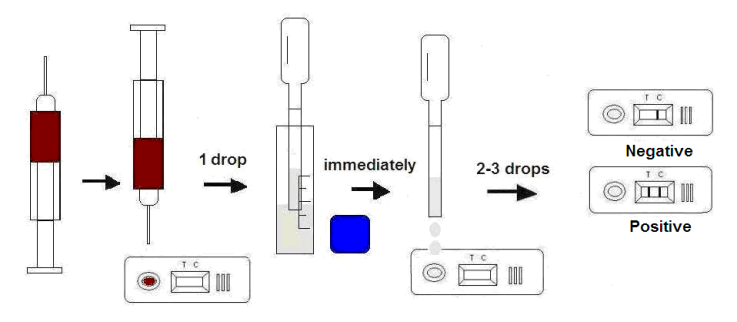 1 drop
immediately
2-3 drops
T C
Negative
T C
Positive
T C
T C